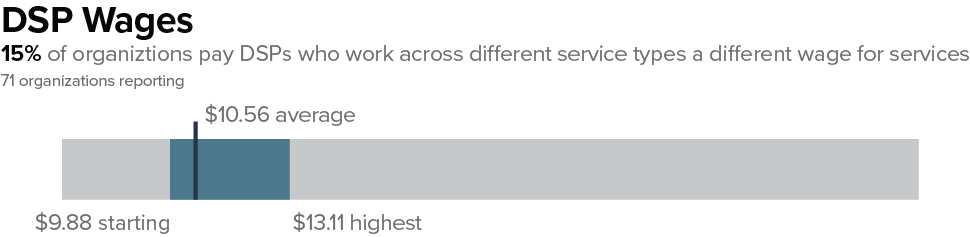 DSP Wages
15% of organiztions pay DSPs who work across different service types a different wage for services
71 organizations reporting
$10.56 average
$9.88 starting
$13.11 highest